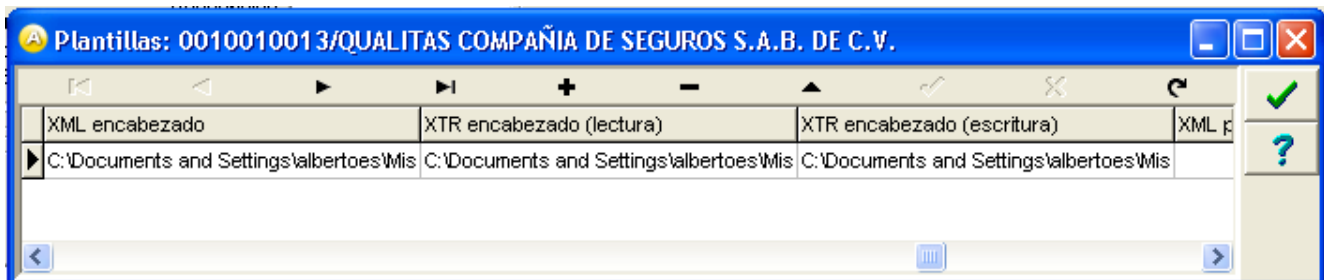 Plantillas: 0010010013/QUALITAS COMPAÑIA DE SEGUROS S.A.B. DE C.V.
XML encabezado XTR encabezado (lectura) XTR encabezado (escritura) XML p
C:\Documents and Settings\albertoes\Mis C:\Documents and Settings\albertoes\Mis C:\Documents and Settings\albertoes\Mis